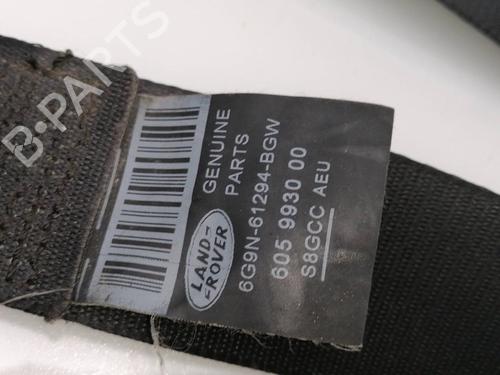 GENUINE
PARTS
LAND-
-ROVER
6G9N-61294-BGW
605 9930 00
S8GCC AEU
B-PARTS